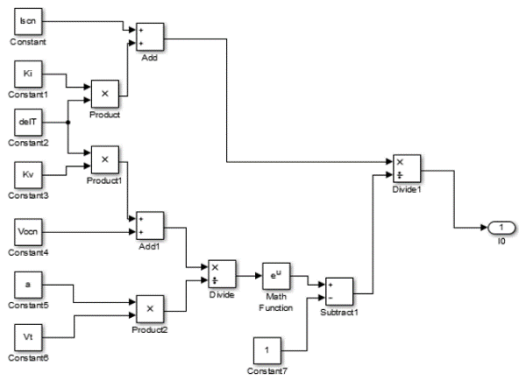 Iscn
Constant
Ki
Constant1
delT
Constant2
Kv
Constant3
Vocn
Constant4
a
Constant5
Vt
Constant6
×
Product
×
Product1
×
Product2
+
+
Add
+
+
Add1
×
÷
Divide
eᵘ
Math
Function
+
−
Subtract1
1
Constant7
×
÷
Divide1
1
I0